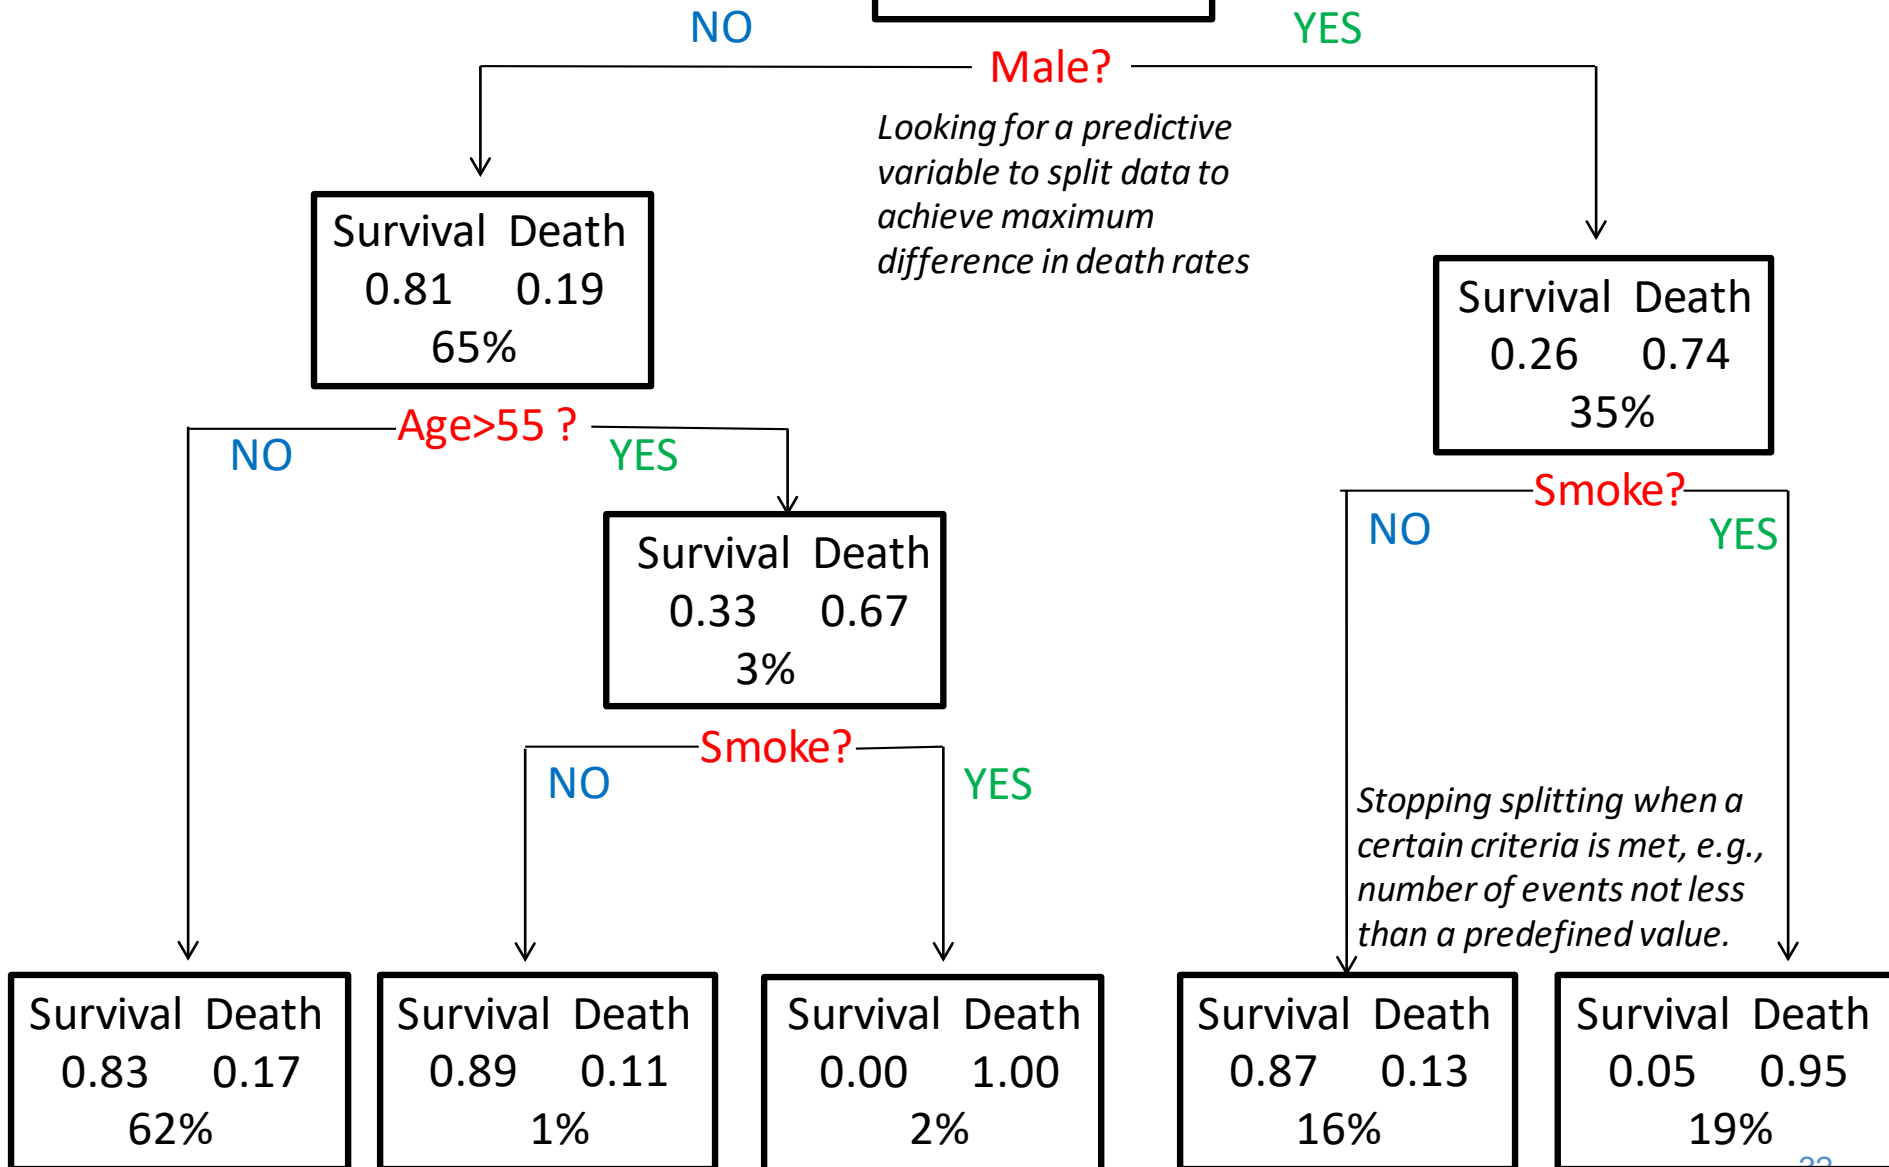 NO
YES
Male?
Looking for a predictive
variable to split data to
achieve maximum
difference in death rates
Survival Death
0.81 0.19
65%
Survival Death
0.26 0.74
35%
Age>55 ?
NO
YES
Smoke?
NO
YES
Survival Death
0.33 0.67
3%
Smoke?
NO
YES
Stopping splitting when a
certain criteria is met, e.g.,
number of events not less
than a predefined value.
Survival Death
0.83 0.17
62%
Survival Death
0.89 0.11
1%
Survival Death
0.00 1.00
2%
Survival Death
0.87 0.13
16%
Survival Death
0.05 0.95
19%